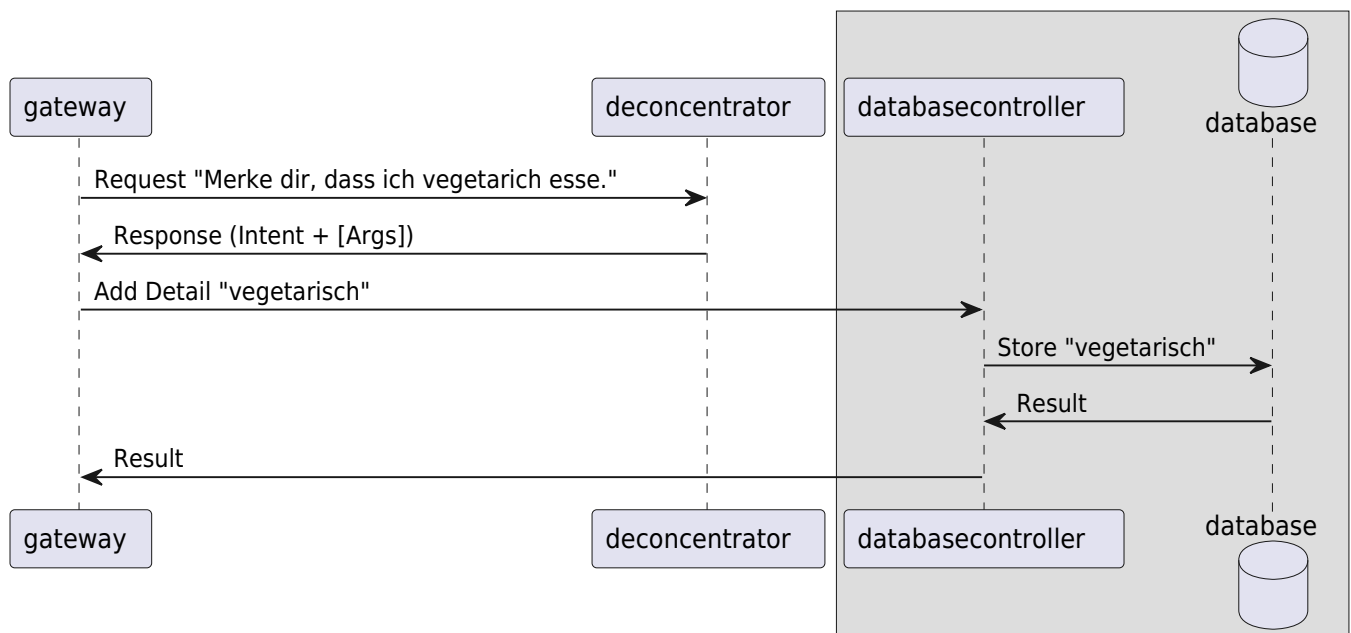 gateway
deconcentrator
databasecontroller
database
Request "Merke dir, dass ich vegetarich esse."
Response (Intent + [Args])
Add Detail "vegetarisch"
Store "vegetarisch"
Result
Result
gateway
deconcentrator
databasecontroller
database